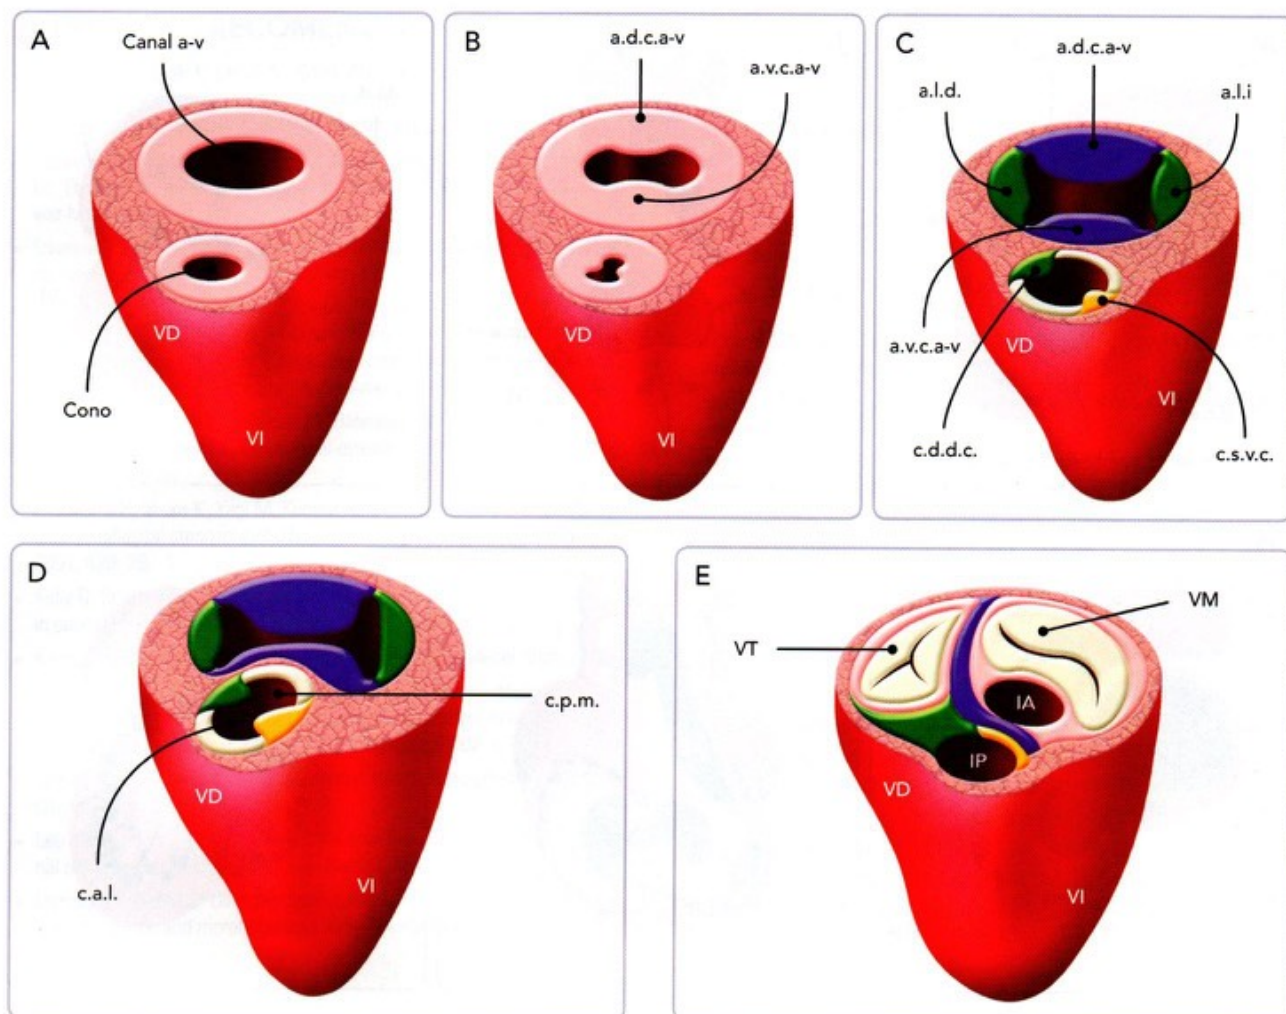 A
Canal a-v
VD
Cono
VI
B
a.d.c.a-v
a.v.c.a-v
VD
VI
C
a.d.c.a-v
a.l.d.
a.l.i
a.v.c.a-v
VD
VI
c.d.d.c.
c.s.v.c.
D
c.p.m.
VD
VI
c.a.l.
E
VM
VT
IA
IP
VD
VI